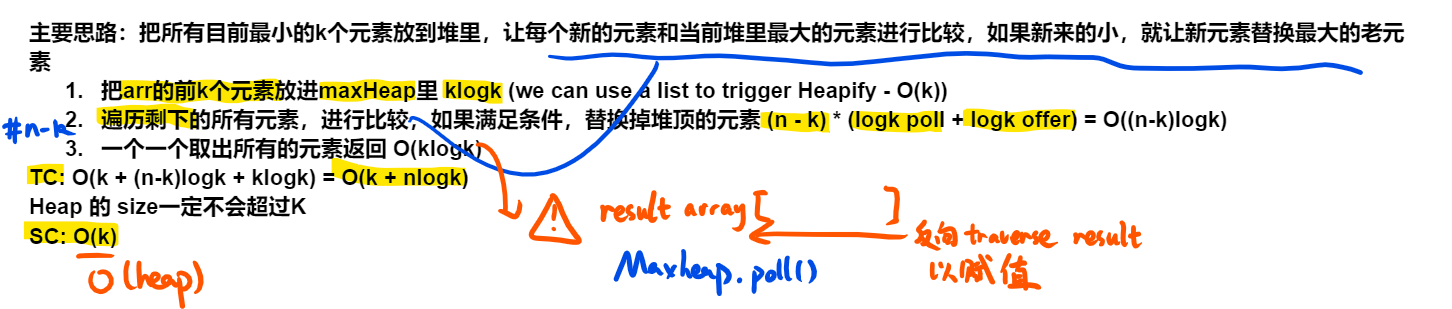 主要思路：把所有目前最小的k个元素放到堆里，让每个新的元素和当前堆里最大的元素进行比较，如果新来的小，就让新元素替换最大的老元
素
1. 把arr的前k个元素放进maxHeap里 klogk (we can use a list to trigger Heapify - O(k))
#n-k 2. 遍历剩下的所有元素，进行比较，如果满足条件，替换掉堆顶的元素 (n - k) * (logk poll + logk offer) = O((n-k)logk)
3. 一个一个取出所有的元素返回 O(klogk)
TC: O(k + (n-k)logk + klogk) = O(k + nlogk)
Heap 的 size一定不会超过K
SC: O(k)
O(heap)
⚠ result array[ ]
反向traverse result
以赋值
Maxheap.poll()